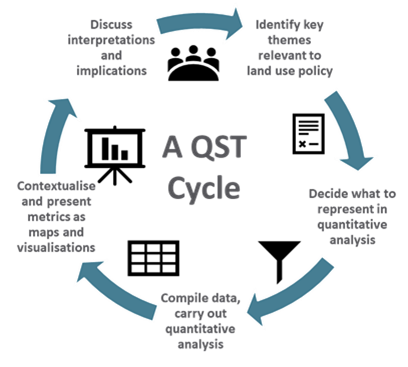 Discuss
interpretations
and
implications
Identify key
themes
relevant to
land use policy
A QST
Cycle
Decide what to
represent in
quantitative
analysis
Compile data,
carry out
quantitative
analysis
Contextualise
and present
metrics as
maps and
visualisations